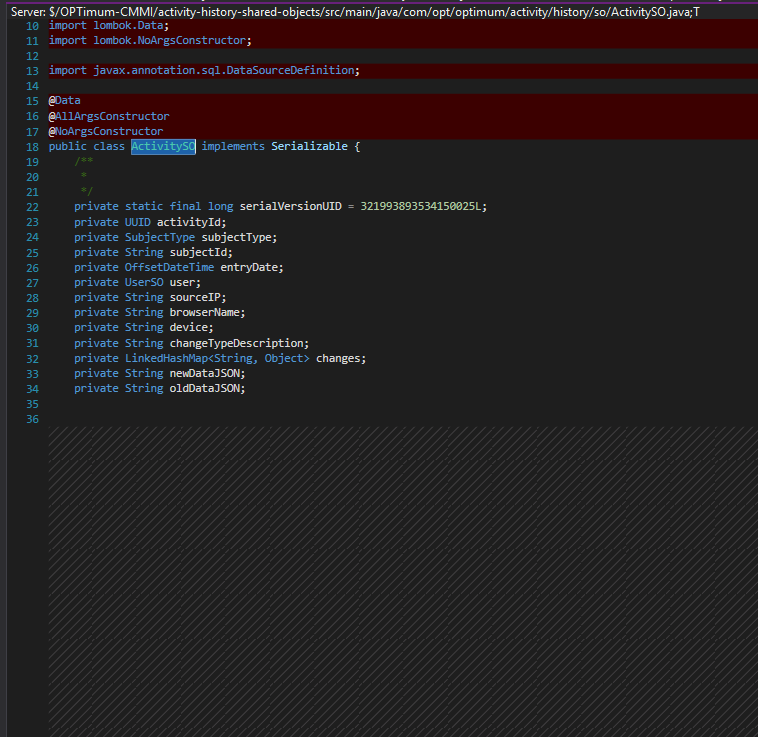 Server: $/OPTimum-CMMI/activity-history-shared-objects/src/main/java/com/opt/optimum/activity/history/so/ActivitySO.java;T
10 import lombok.Data;
11 import lombok.NoArgsConstructor;
12
13 import javax.annotation.sql.DataSourceDefinition;
14
15 @Data
16 @AllArgsConstructor
17 @NoArgsConstructor
18 public class ActivitySO implements Serializable {
19     /**
20      *
21      */
22     private static final long serialVersionUID = 321993893534150025L;
23     private UUID activityId;
24     private SubjectType subjectType;
25     private String subjectId;
26     private OffsetDateTime entryDate;
27     private UserSO user;
28     private String sourceIP;
29     private String browserName;
30     private String device;
31     private String changeTypeDescription;
32     private LinkedHashMap<String, Object> changes;
33     private String newDataJSON;
34     private String oldDataJSON;
35
36